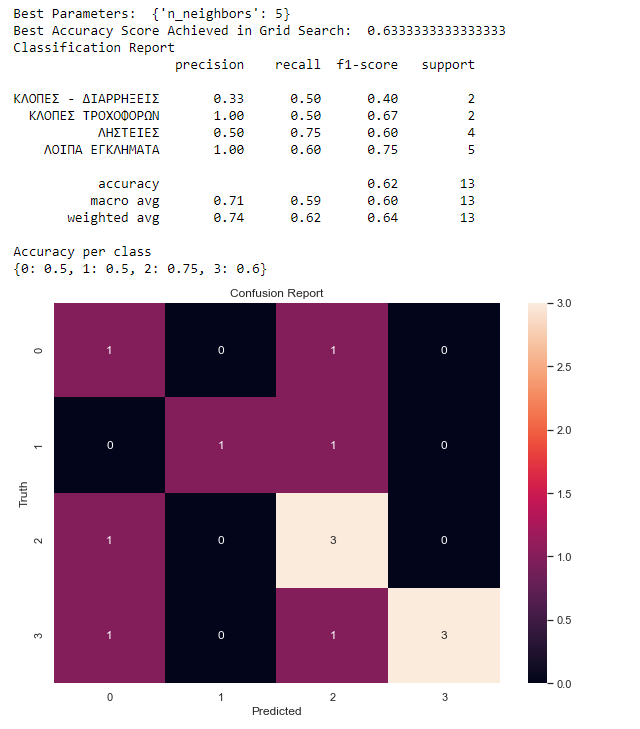 Best Parameters:  {'n_neighbors': 5}
Best Accuracy Score Achieved in Grid Search:  0.6333333333333333
Classification Report
precision recall f1-score support
ΚΛΟΠΕΣ - ΔΙΑΡΡΗΞΕΙΣ 0.33 0.50 0.40 2
ΚΛΟΠΕΣ ΤΡΟΧΟΦΟΡΩΝ 1.00 0.50 0.67 2
ΛΗΣΤΕΙΕΣ 0.50 0.75 0.60 4
ΛΟΙΠΑ ΕΓΚΛΗΜΑΤΑ 1.00 0.60 0.75 5
accuracy 0.62 13
macro avg 0.71 0.59 0.60 13
weighted avg 0.74 0.62 0.64 13
Accuracy per class
{0: 0.5, 1: 0.5, 2: 0.75, 3: 0.6}
Confusion Report
0 1 0 1 0
1 0 1 1 0
2 1 0 3 0
3 1 0 1 3
0 1 2 3
Truth
Predicted
3.0
2.5
2.0
1.5
1.0
0.5
0.0